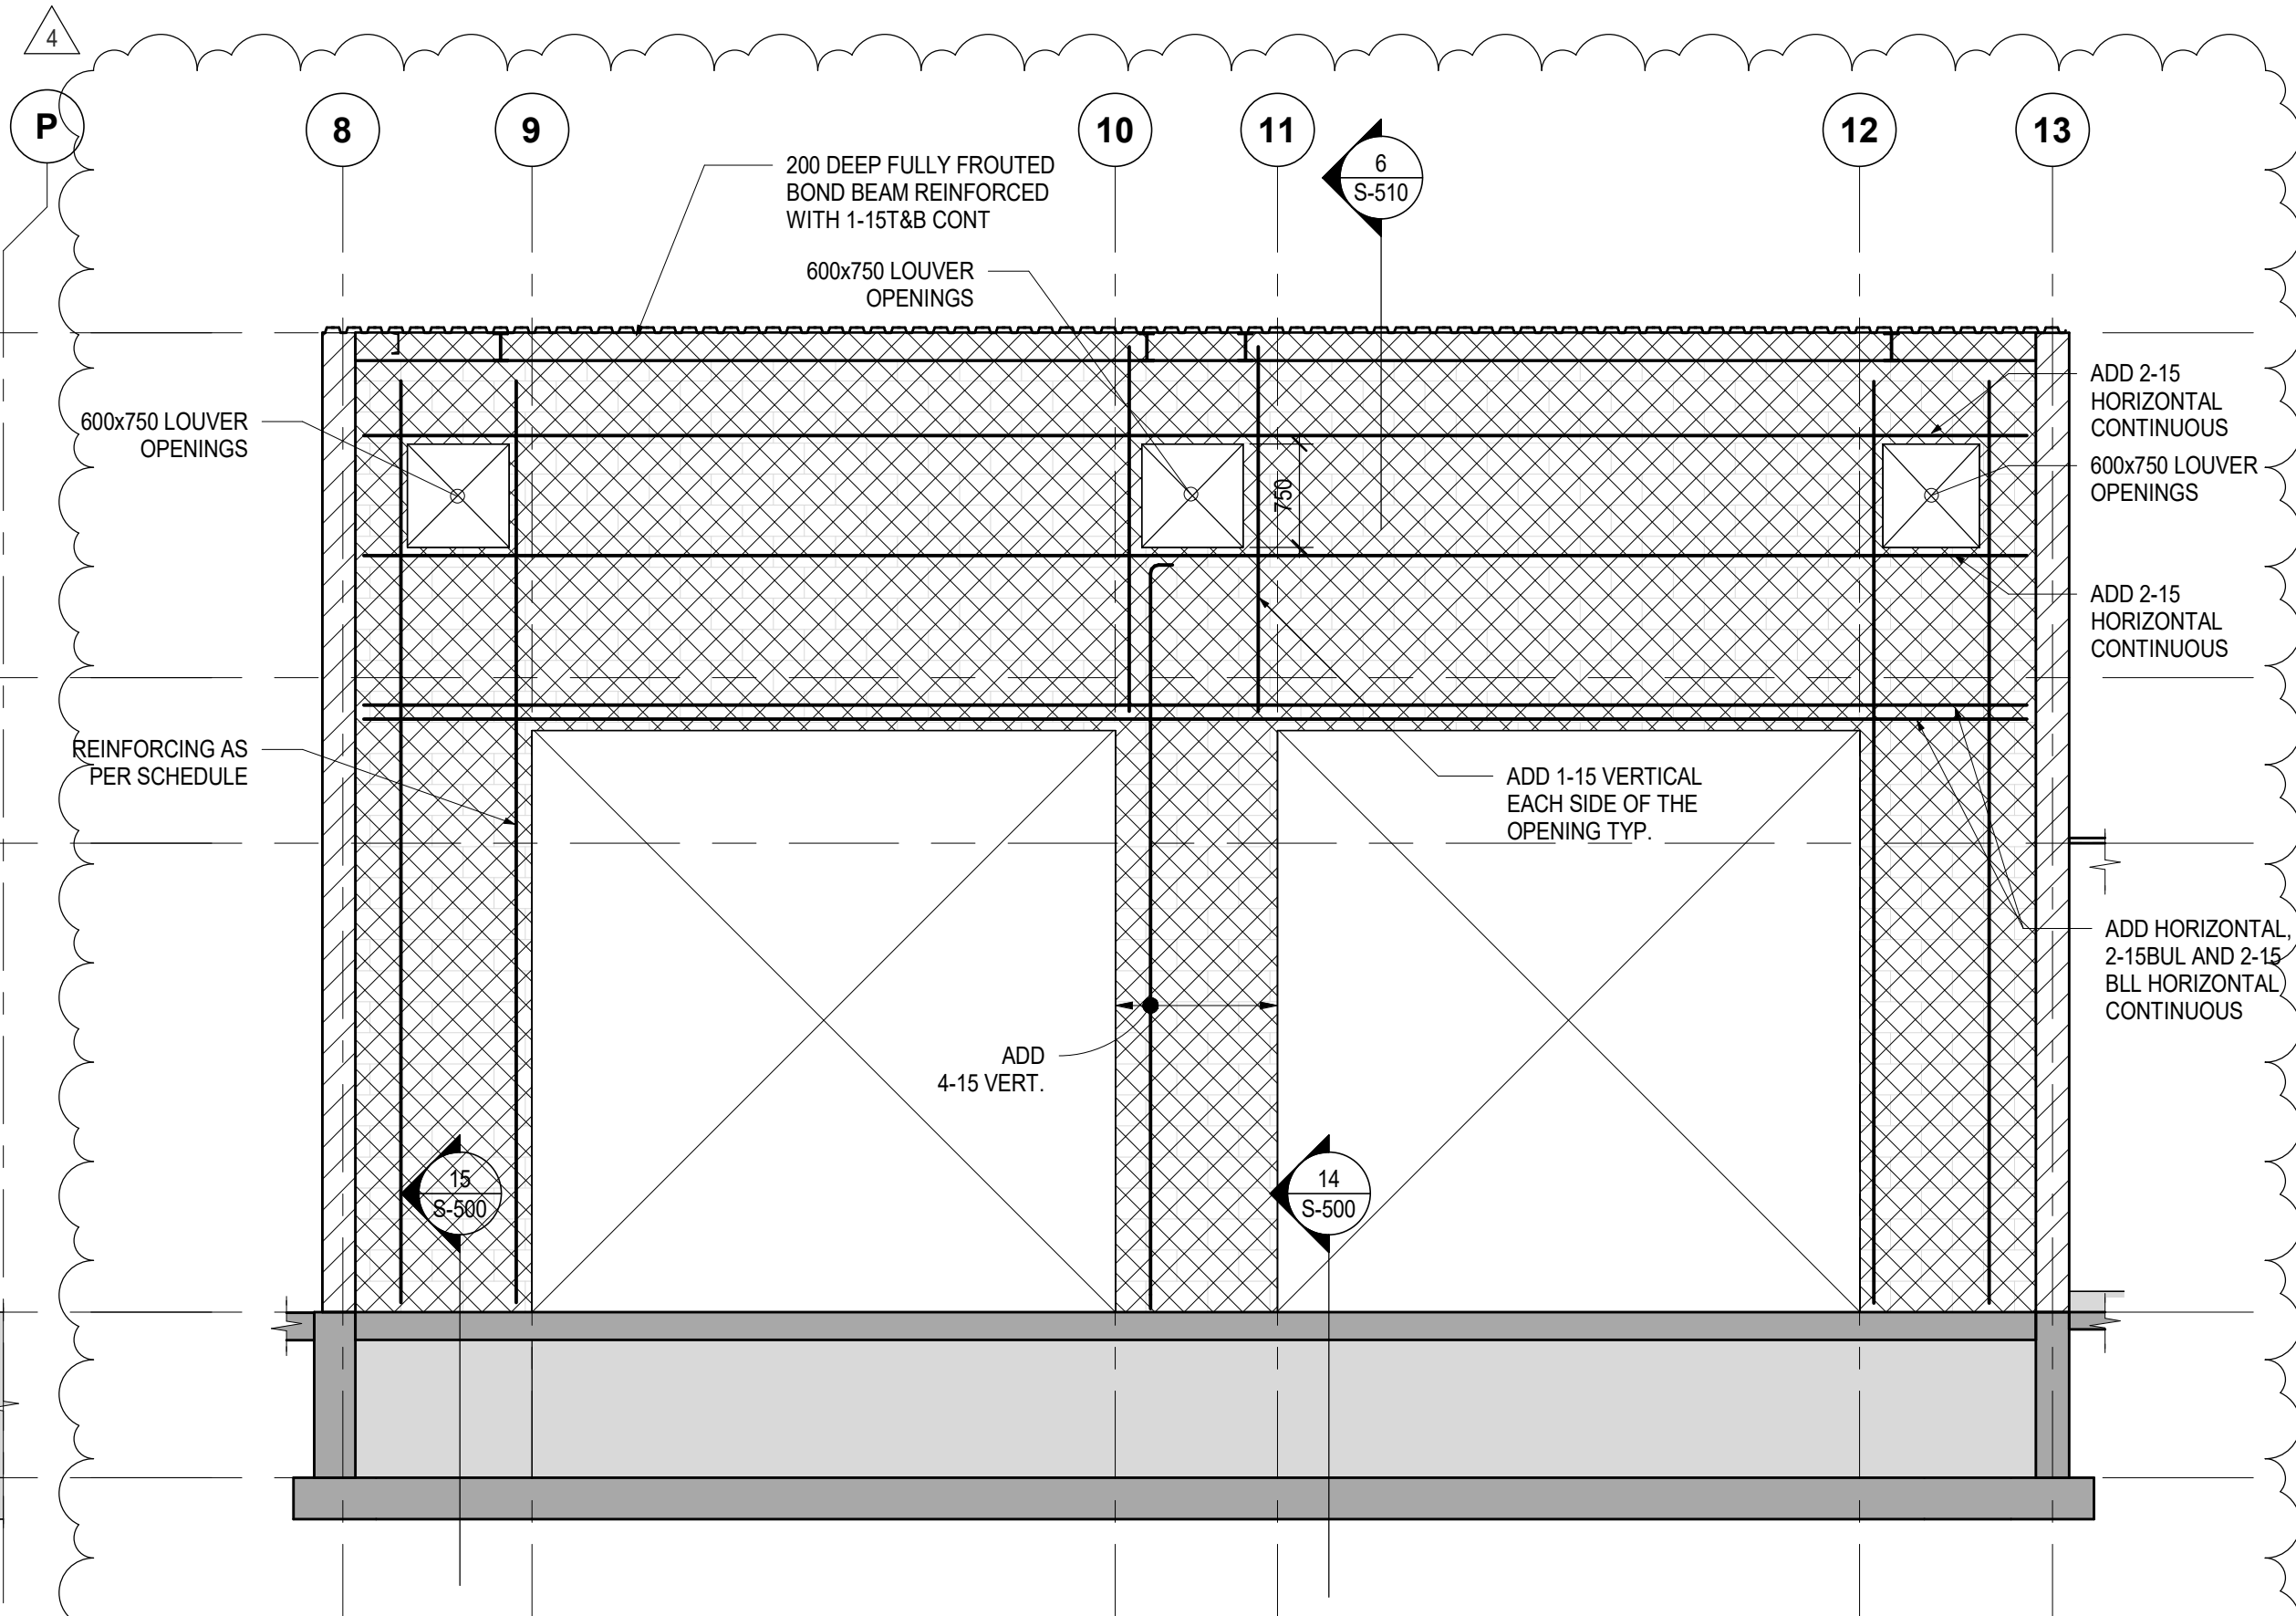 4
P
8
9
10
11
12
13
200 DEEP FULLY FROUTED
BOND BEAM REINFORCED
WITH 1-15T&B CONT
6
S-510
600x750 LOUVER
OPENINGS
600x750 LOUVER
OPENINGS
750
ADD 2-15
HORIZONTAL
CONTINUOUS
600x750 LOUVER
OPENINGS
ADD 2-15
HORIZONTAL
CONTINUOUS
REINFORCING AS
PER SCHEDULE
ADD 1-15 VERTICAL
EACH SIDE OF THE
OPENING TYP.
ADD HORIZONTAL,
2-15BUL AND 2-15
BLL HORIZONTAL
CONTINUOUS
ADD
4-15 VERT.
15
S-500
14
S-500